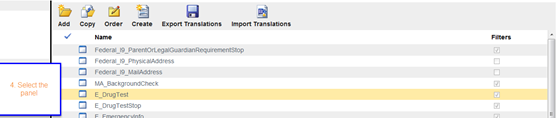 Add Copy Order Create Export Translations Import Translations
Name Filters
Federal_I9_ParentOrLegalGuardianRequirementStop
Federal_I9_PhysicalAddress
Federal_I9_MailAddress
4. Select the
panel
MA_BackgroundCheck
E_DrugTest
E_DrugTestStop
E_EmergencyInfo